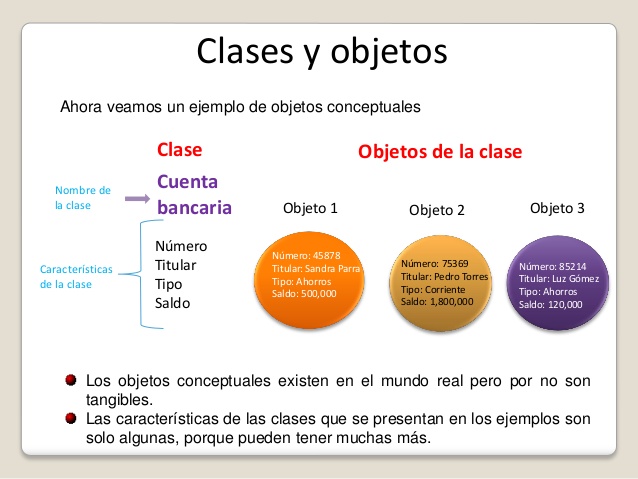 Clases y objetos
Ahora veamos un ejemplo de objetos conceptuales
Clase
Objetos de la clase
Nombre de
la clase
Cuenta
bancaria
Objeto 1
Objeto 2
Objeto 3
Características
de la clase
Número
Titular
Tipo
Saldo
Número: 45878
Titular: Sandra Parra
Tipo: Ahorros
Saldo: 500,000
Número: 75369
Titular: Pedro Torres
Tipo: Corriente
Saldo: 1,800,000
Número: 85214
Titular: Luz Gómez
Tipo: Ahorros
Saldo: 120,000
Los objetos conceptuales existen en el mundo real pero por no son
tangibles.
Las características de las clases que se presentan en los ejemplos son
solo algunas, porque pueden tener muchas más.